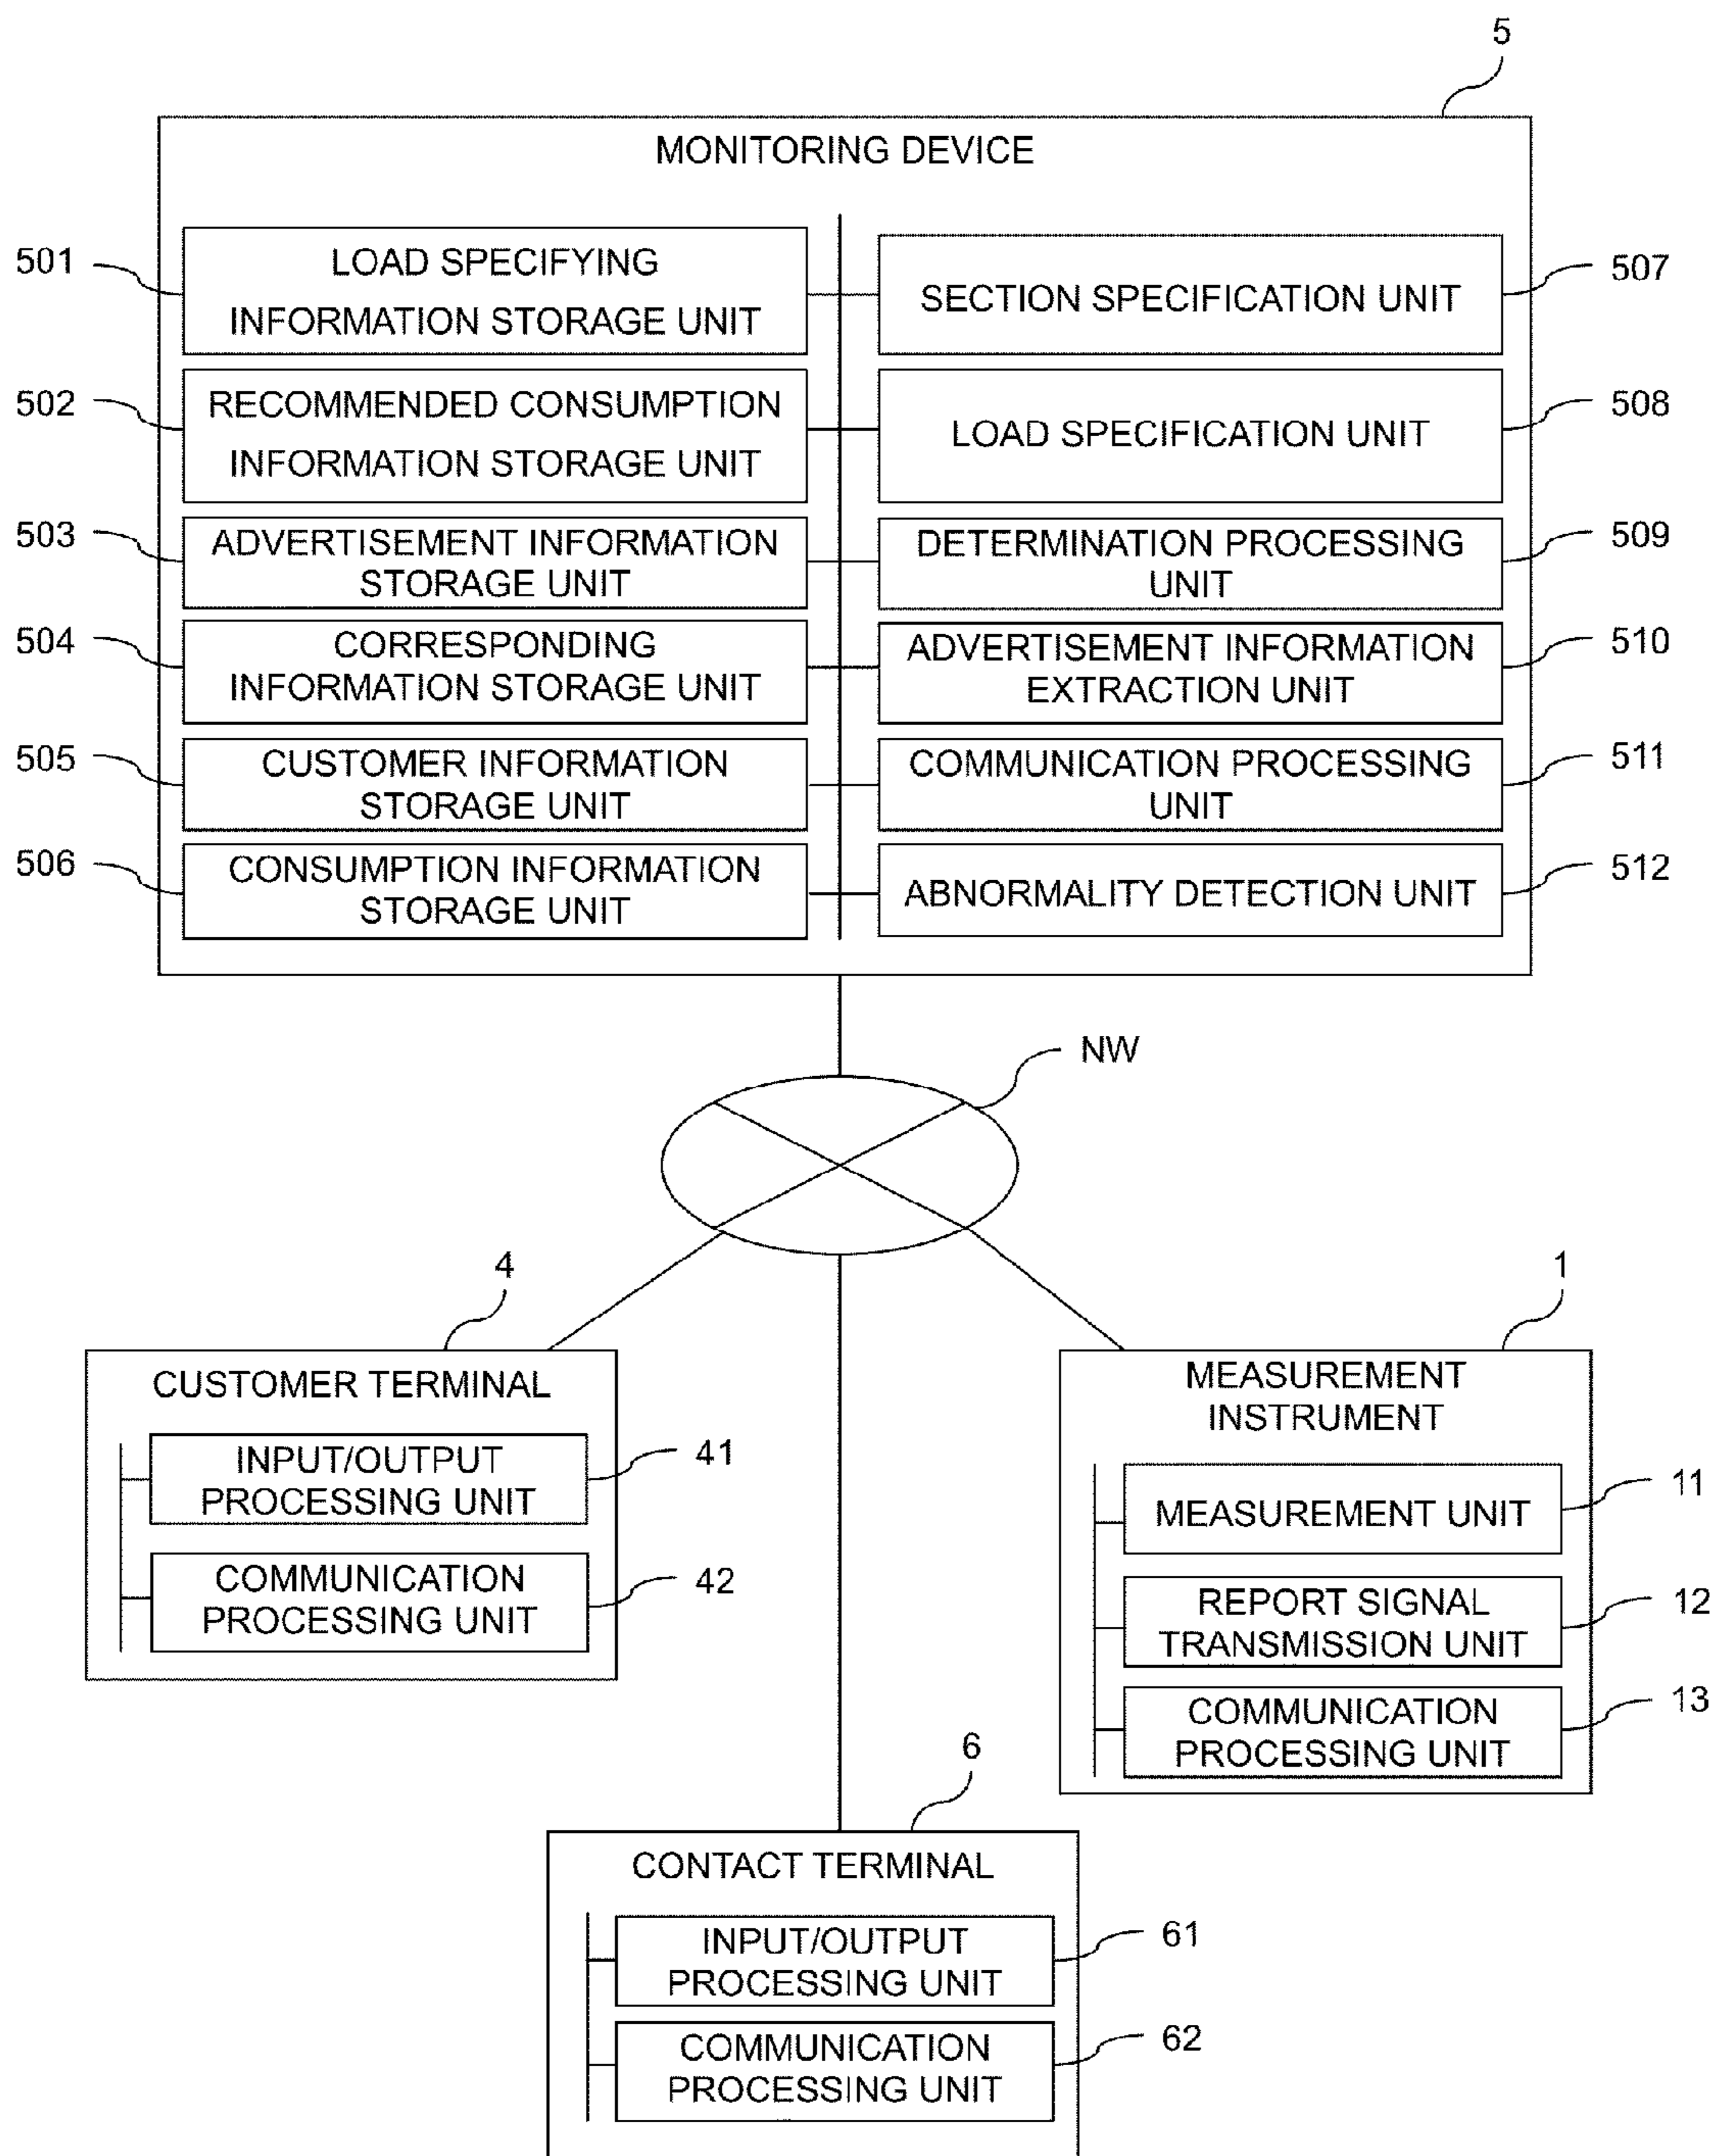 5
MONITORING DEVICE
501
LOAD SPECIFYING
INFORMATION STORAGE UNIT
507
SECTION SPECIFICATION UNIT
502
RECOMMENDED CONSUMPTION
INFORMATION STORAGE UNIT
508
LOAD SPECIFICATION UNIT
503
ADVERTISEMENT INFORMATION
STORAGE UNIT
509
DETERMINATION PROCESSING
UNIT
504
CORRESPONDING
INFORMATION STORAGE UNIT
510
ADVERTISEMENT INFORMATION
EXTRACTION UNIT
505
CUSTOMER INFORMATION
STORAGE UNIT
511
COMMUNICATION PROCESSING
UNIT
506
CONSUMPTION INFORMATION
STORAGE UNIT
512
ABNORMALITY DETECTION UNIT
NW
4
CUSTOMER TERMINAL
41
INPUT/OUTPUT
PROCESSING UNIT
42
COMMUNICATION
PROCESSING UNIT
1
MEASUREMENT
INSTRUMENT
11
MEASUREMENT UNIT
12
REPORT SIGNAL
TRANSMISSION UNIT
13
COMMUNICATION
PROCESSING UNIT
6
CONTACT TERMINAL
61
INPUT/OUTPUT
PROCESSING UNIT
62
COMMUNICATION
PROCESSING UNIT